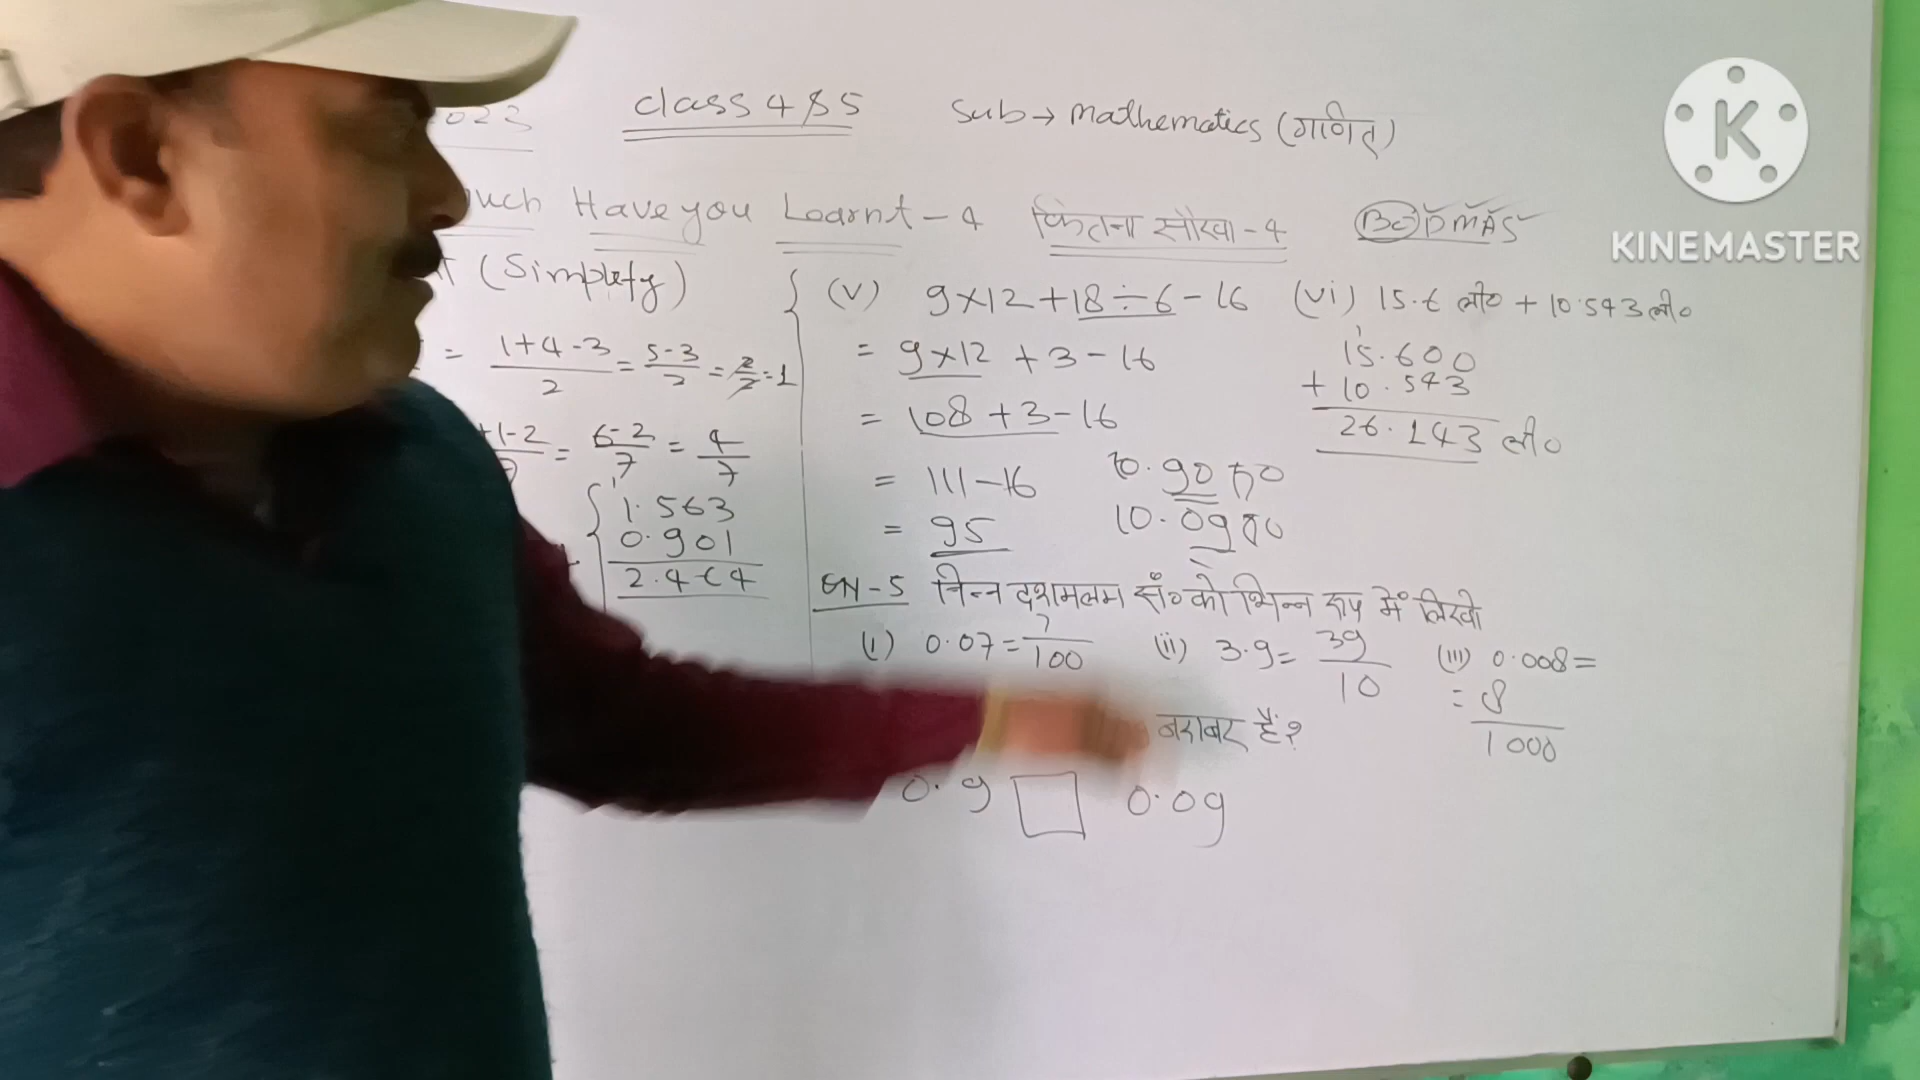 023 class 4 & 5 Sub → Mathematics (गणित)
uch Have you Learnt - 4 कितना सीखा - 4 BODMAS
(Simplify)
= 1+4-3/2 = 5-3/2 = 2/2 = 1
+1-2/7 = 6-2/7 = 4/7
1.563
0.901
2.464
(v) 9×12+18÷6-16
= 9×12 + 3 - 16
= 108 + 3 - 16
= 111 - 16
= 95
(vi) 15.6 ली० + 10.543 ली०
15.600
+ 10.543
26.143 ली०
10.90
10.09
निन्न दशमलम सं० को भिन्न रूप में लिखो
(i) 0.07 = 7/100 (ii) 3.9 = 39/10 (iii) 0.008 =
= 8/1000
बराबर है?
0.9 □ 0.09
KINEMASTER